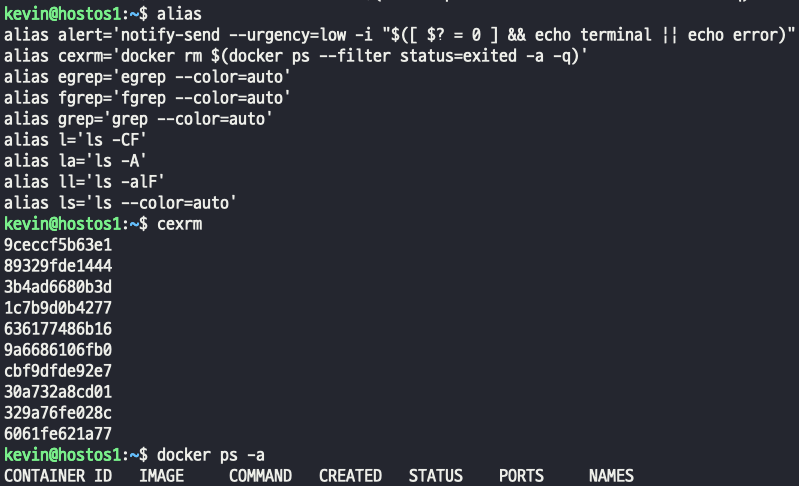 kevin@hostos1:~$ alias
alias alert='notify-send --urgency=low -i "$([ $? = 0 ] && echo terminal || echo error)"
alias cexrm='docker rm $(docker ps --filter status=exited -a -q)'
alias egrep='egrep --color=auto'
alias fgrep='fgrep --color=auto'
alias grep='grep --color=auto'
alias l='ls -CF'
alias la='ls -A'
alias ll='ls -alF'
alias ls='ls --color=auto'
kevin@hostos1:~$ cexrm
9ceccf5b63e1
89329fde1444
3b4ad6680b3d
1c7b9d0b4277
636177486b16
9a6686106fb0
cbf9dfde92e7
30a732a8cd01
329a76fe028c
6061fe621a77
kevin@hostos1:~$ docker ps -a
CONTAINER ID IMAGE COMMAND CREATED STATUS PORTS NAMES